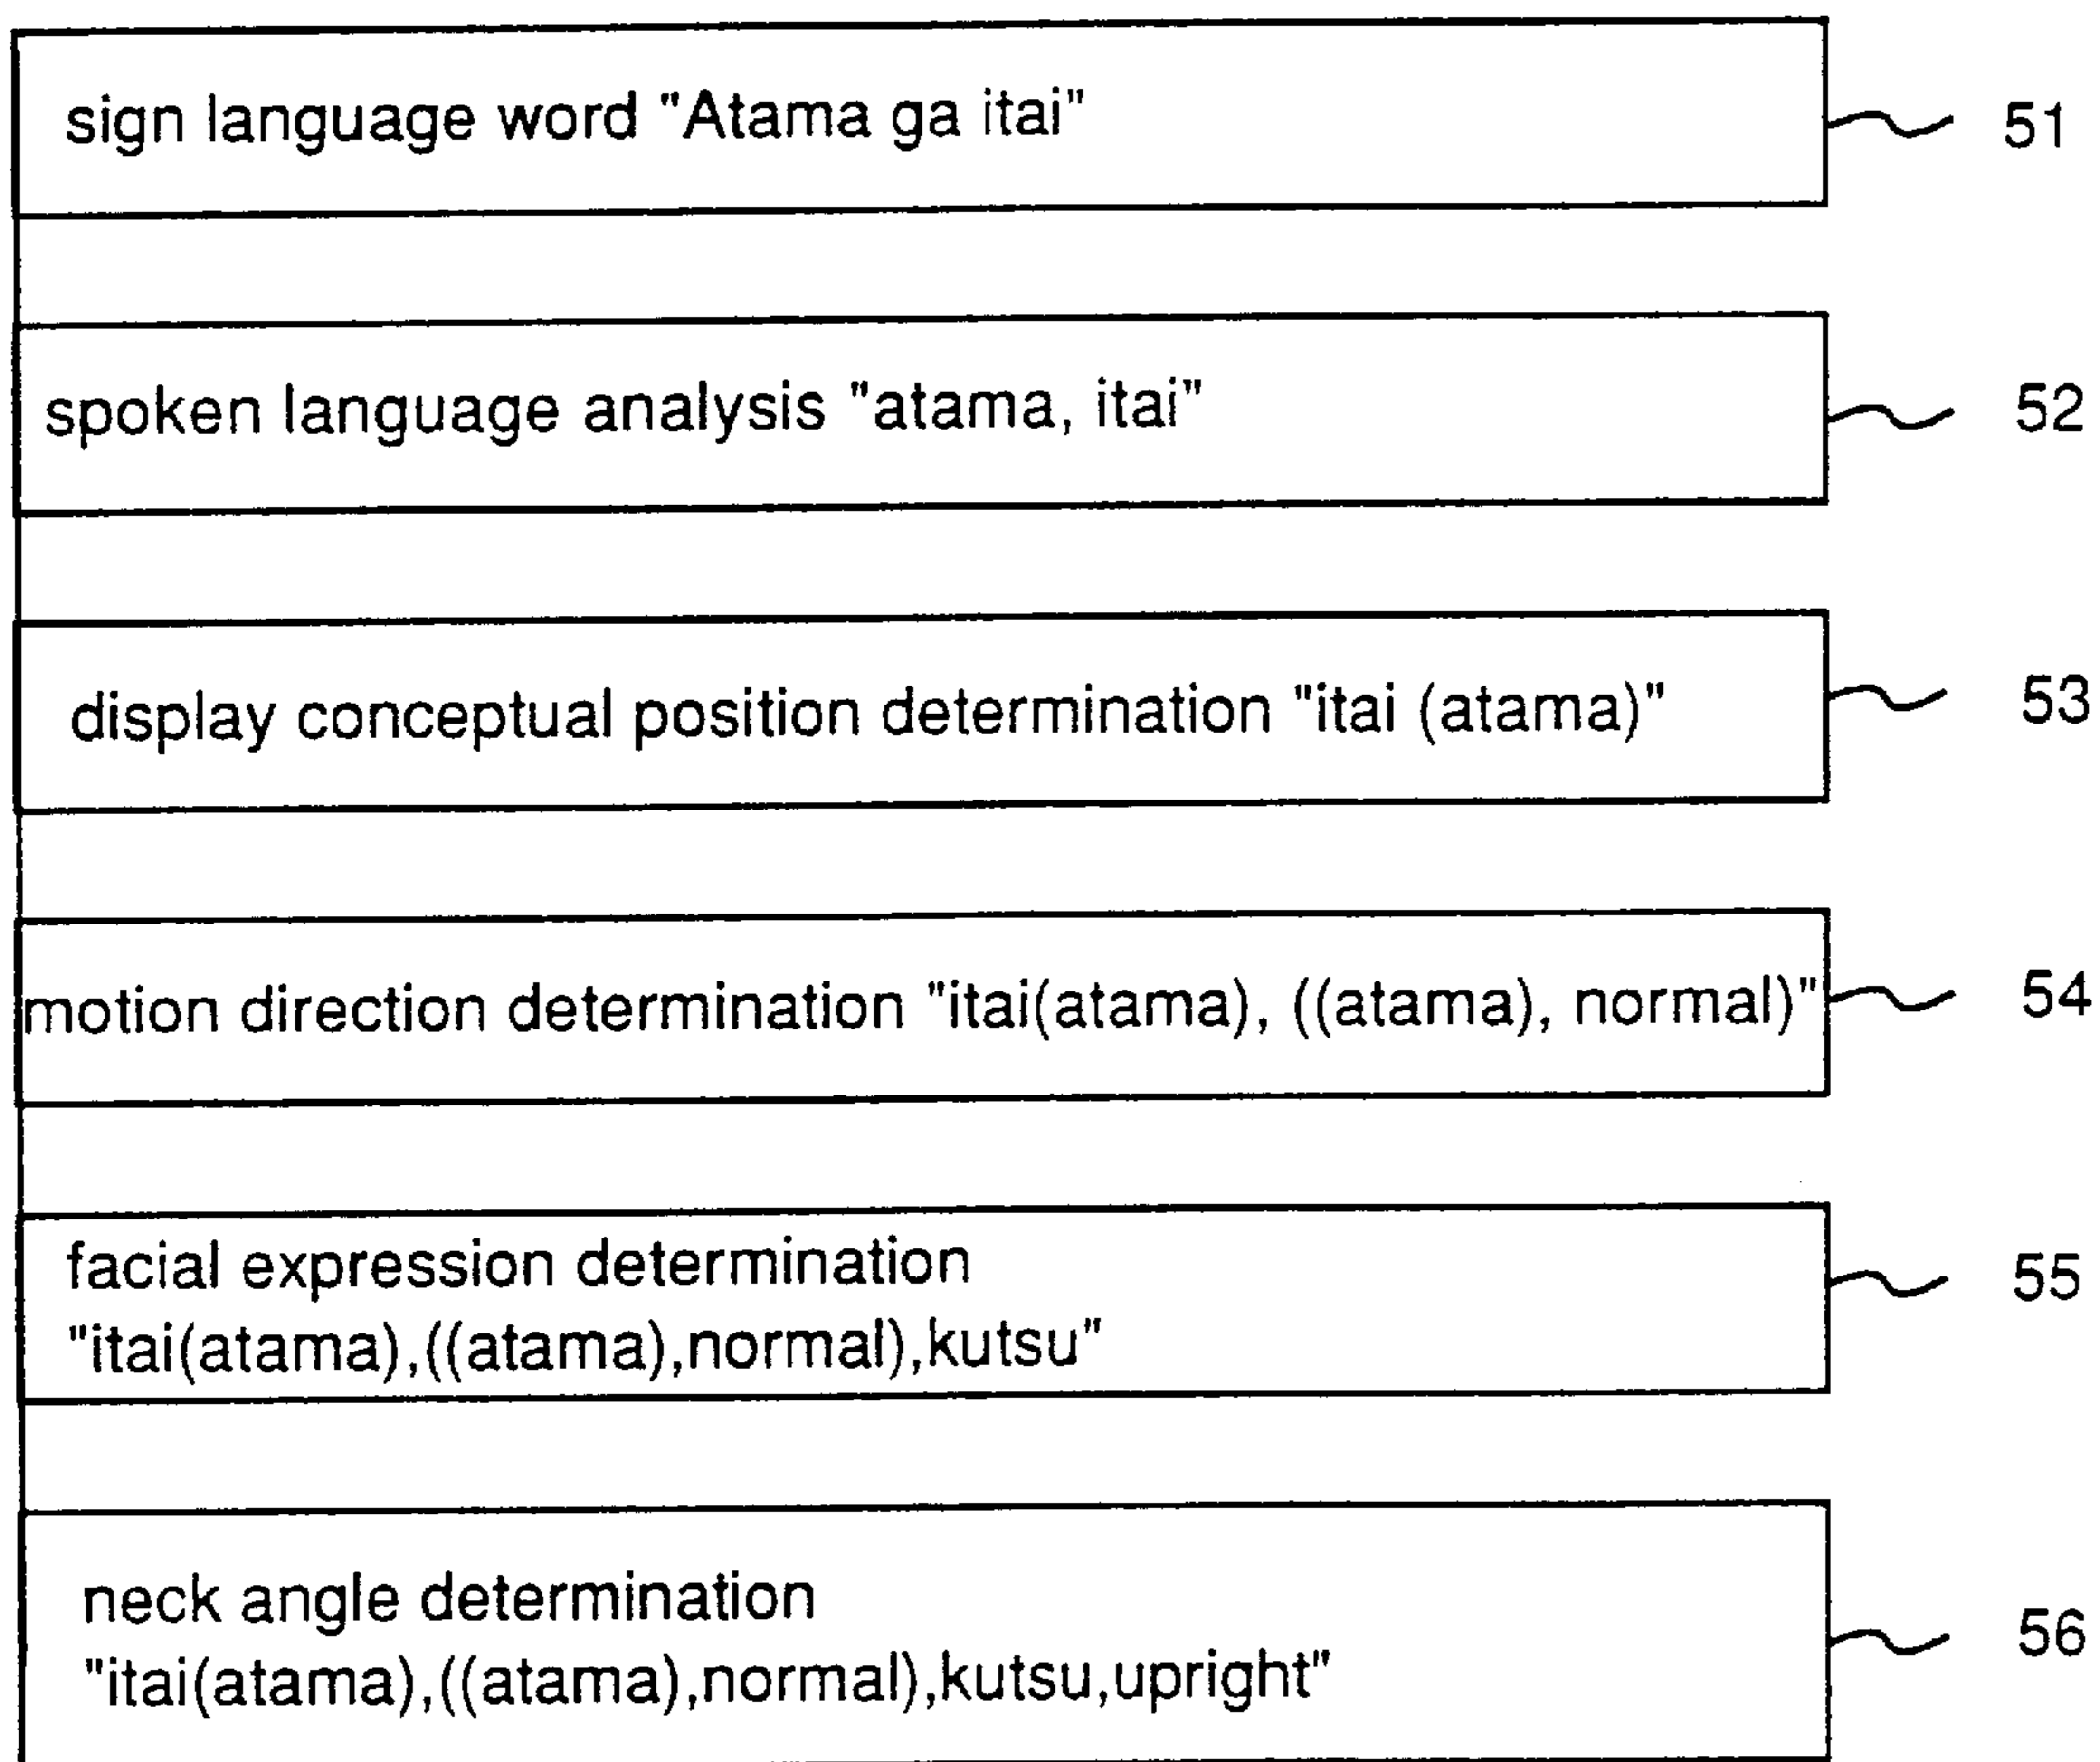 sign language word "Atama ga itai"
51
spoken language analysis "atama, itai"
52
display conceptual position determination "itai (atama)"
53
motion direction determination "itai(atama), ((atama), normal)"
54
facial expression determination
"itai(atama),((atama),normal),kutsu"
55
neck angle determination
"itai(atama),((atama),normal),kutsu,upright"
56